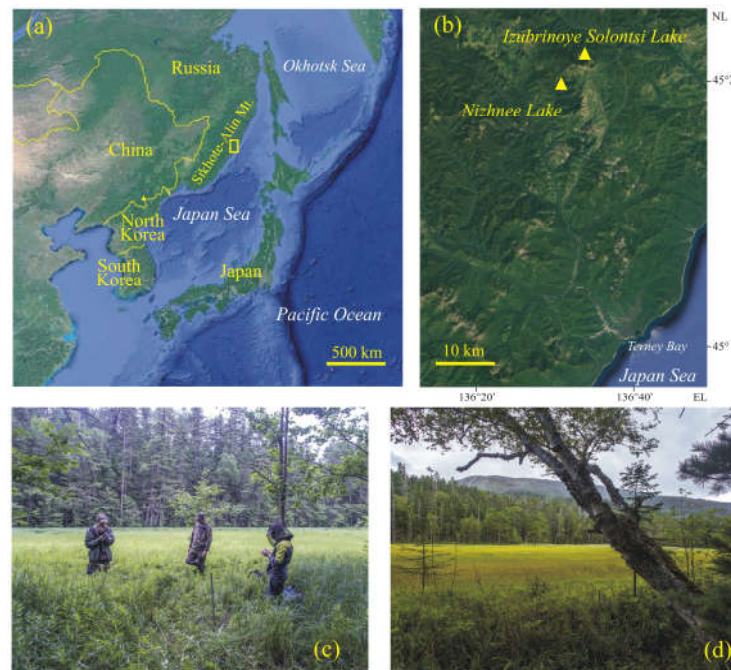 (a)
Russia
Okhotsk Sea
Sikhote-Alin Mt.
China
North
Korea
Japan Sea
South
Korea
Japan
Pacific Ocean
500 km
(b)
NL
Izubrinoye Solontsi Lake
Nizhnee Lake
Terney Bay
45°
10 km
Japan Sea
136°20
136°40
EL
(c)
(d)